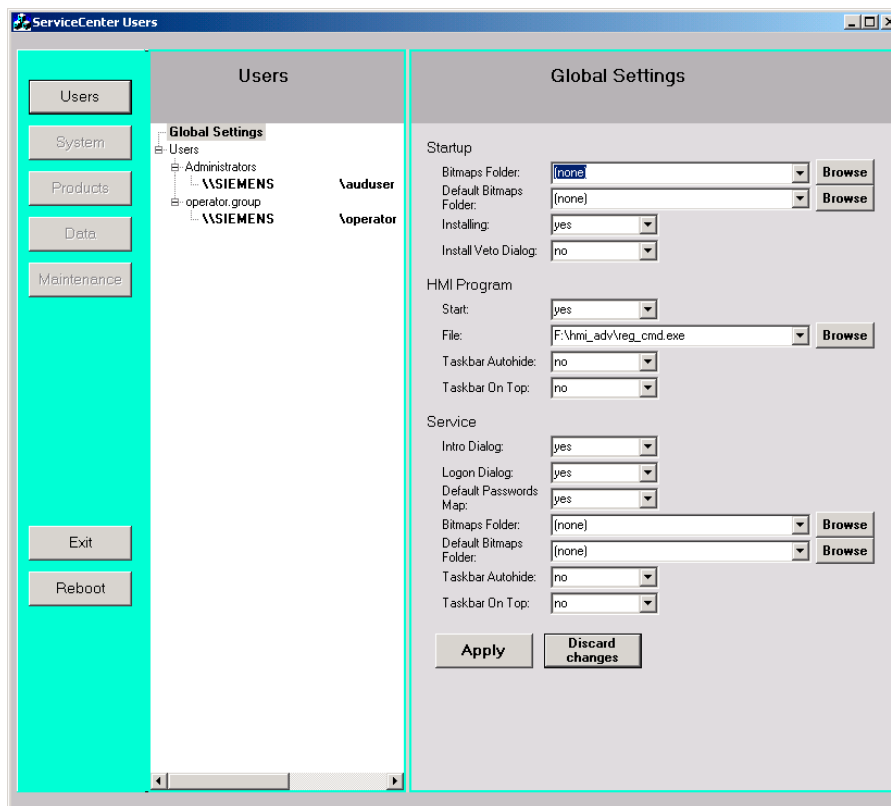 ServiceCenter Users
Users
System
Products
Data
Maintenance
Exit
Reboot
Users
Global Settings
Users
Administrators
\\SIEMENS \auduser
operator.group
\\SIEMENS \operator
Global Settings
Startup
Bitmaps Folder: (none) Browse
Default Bitmaps
Folder: (none) Browse
Installing: yes
Install Veto Dialog: no
HMI Program
Start: yes
File: F:\hmi_adv\reg_cmd.exe Browse
Taskbar Autohide: no
Taskbar On Top: no
Service
Intro Dialog: yes
Logon Dialog: yes
Default Passwords
Map: yes
Bitmaps Folder: (none) Browse
Default Bitmaps
Folder: (none) Browse
Taskbar Autohide: no
Taskbar On Top: no
Apply
Discard
changes